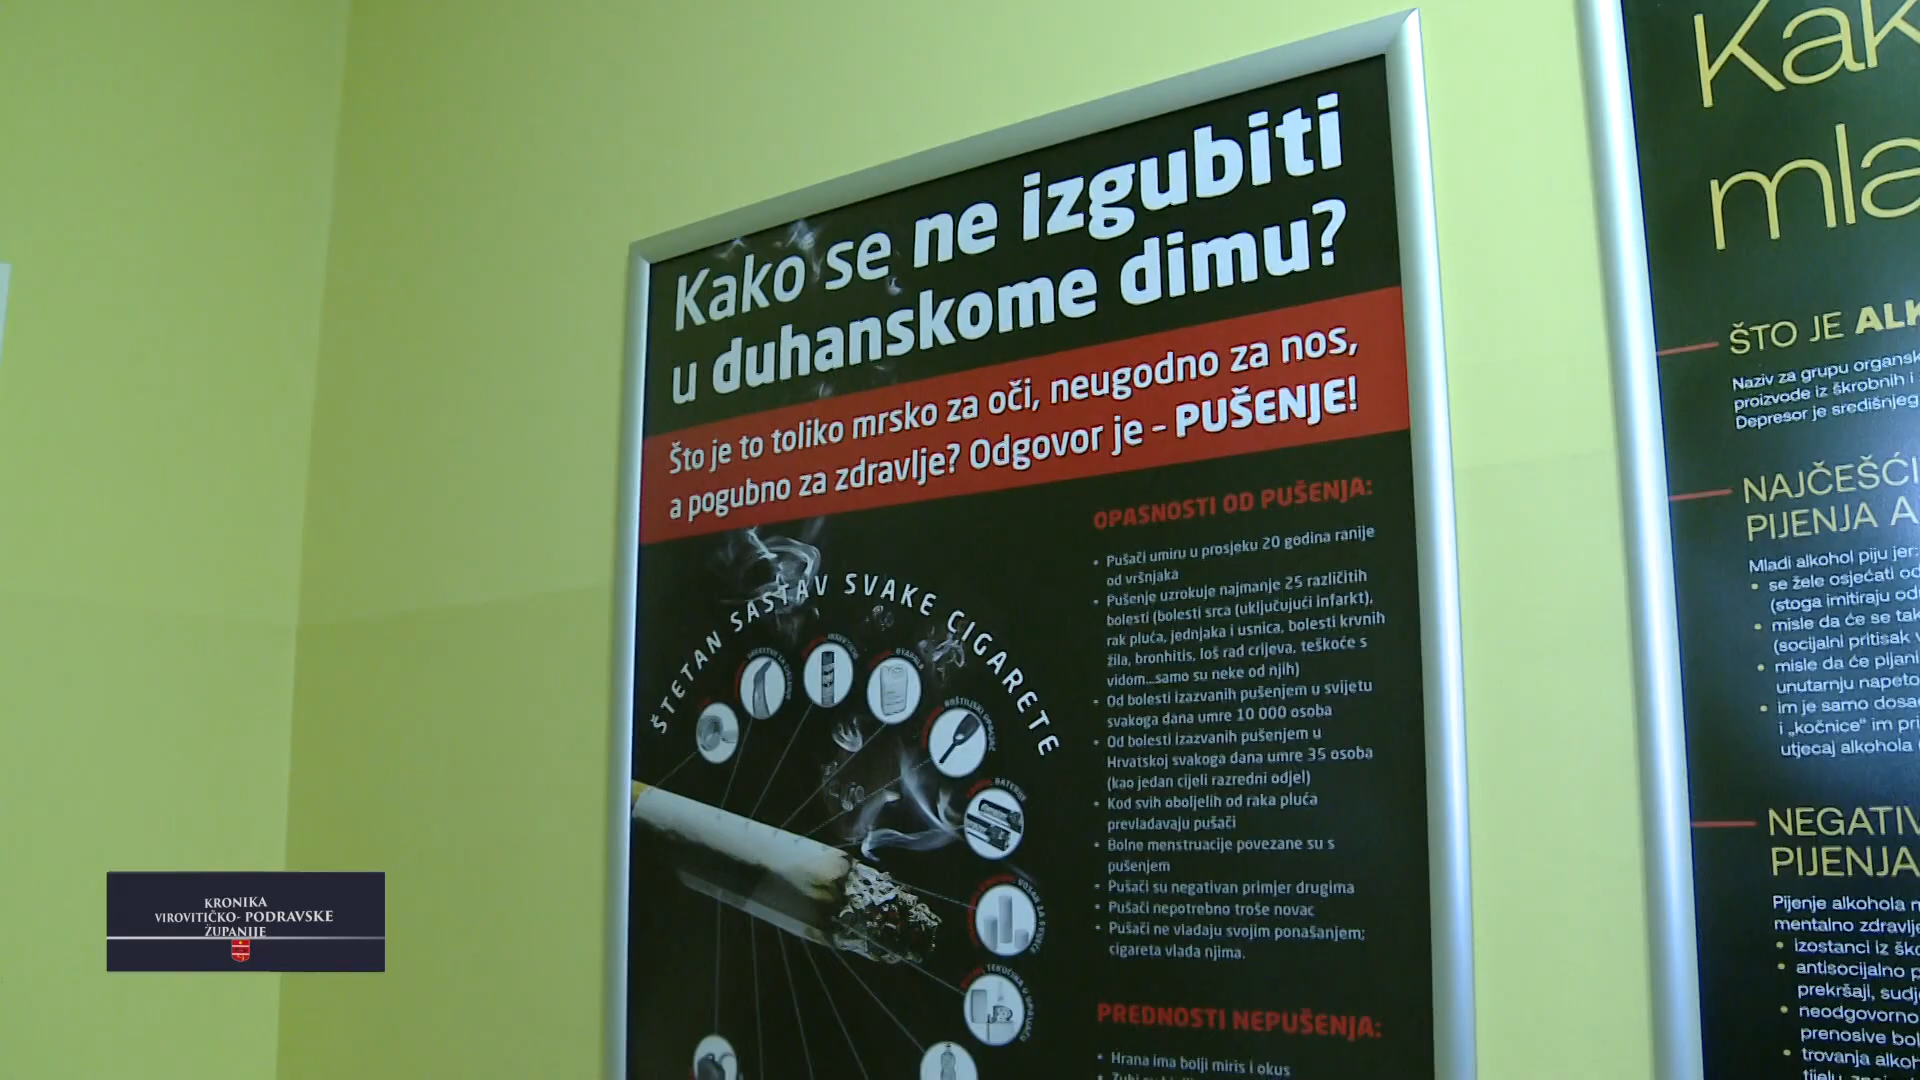 Kako se ne izgubiti
u duhanskome dimu?
Što je to toliko mrsko za oči, neugodno za nos,
a pogubno za zdravlje? Odgovor je - PUŠENJE!
ŠTETAN SASTAV SVAKE CIGARETE
BATERIJE
OPASNOSTI OD PUŠENJA:
• Pušači umiru u prosjeku 20 godina ranije
od vršnjaka
• Pušenje uzrokuje najmanje 25 različitih
bolesti (bolesti srca (uključujući infarkt),
rak pluća, jednjaka i usnica, bolesti krvnih
žila, bronhitis, loš rad crijeva, teškoće s
vidom...samo su neke od njih)
• Od bolesti izazvanih pušenjem u svijetu
svakoga dana umre 10 000 osoba
• Od bolesti izazvanih pušenjem u
Hrvatskoj svakoga dana umre 35 osoba
(kao jedan cijeli razredni odjel)
• Kod svih oboljelih od raka pluća
prevladavaju pušači
• Bolne menstruacije povezane su s
pušenjem
• Pušači su negativan primjer drugima
• Pušači nepotrebno troše novac
• Pušači ne vladaju svojim ponašanjem;
cigareta vlada njima.
PREDNOSTI NEPUŠENJA:
• Hrana ima bolji miris i okus
Kak
mla
ŠTO JE ALK
Naziv za grupu organsk
proizvode iz škrobnih i
Depresor je središnjeg
NAJČEŠĆI
PIJENJA A
Mladi alkohol piju jer:
• se žele osjećati od
(stoga imitiraju od
• misle da će se tak
(socijalni pritisak v
• misle da će pijani
unutarnju napeto
• im je samo dosa
i „kočnice“ im pri
utjecaj alkohola
NEGATIV
PIJENJA
Pijenje alkohola n
mentalno zdravlje
• izostanci iz ško
• antisocijalno p
prekršaji, sudj
• neodgovorno
prenosive bol
• trovanja alkoh
KRONIKA
VIROVITIČKO- PODRAVSKE
ŽUPANIJE